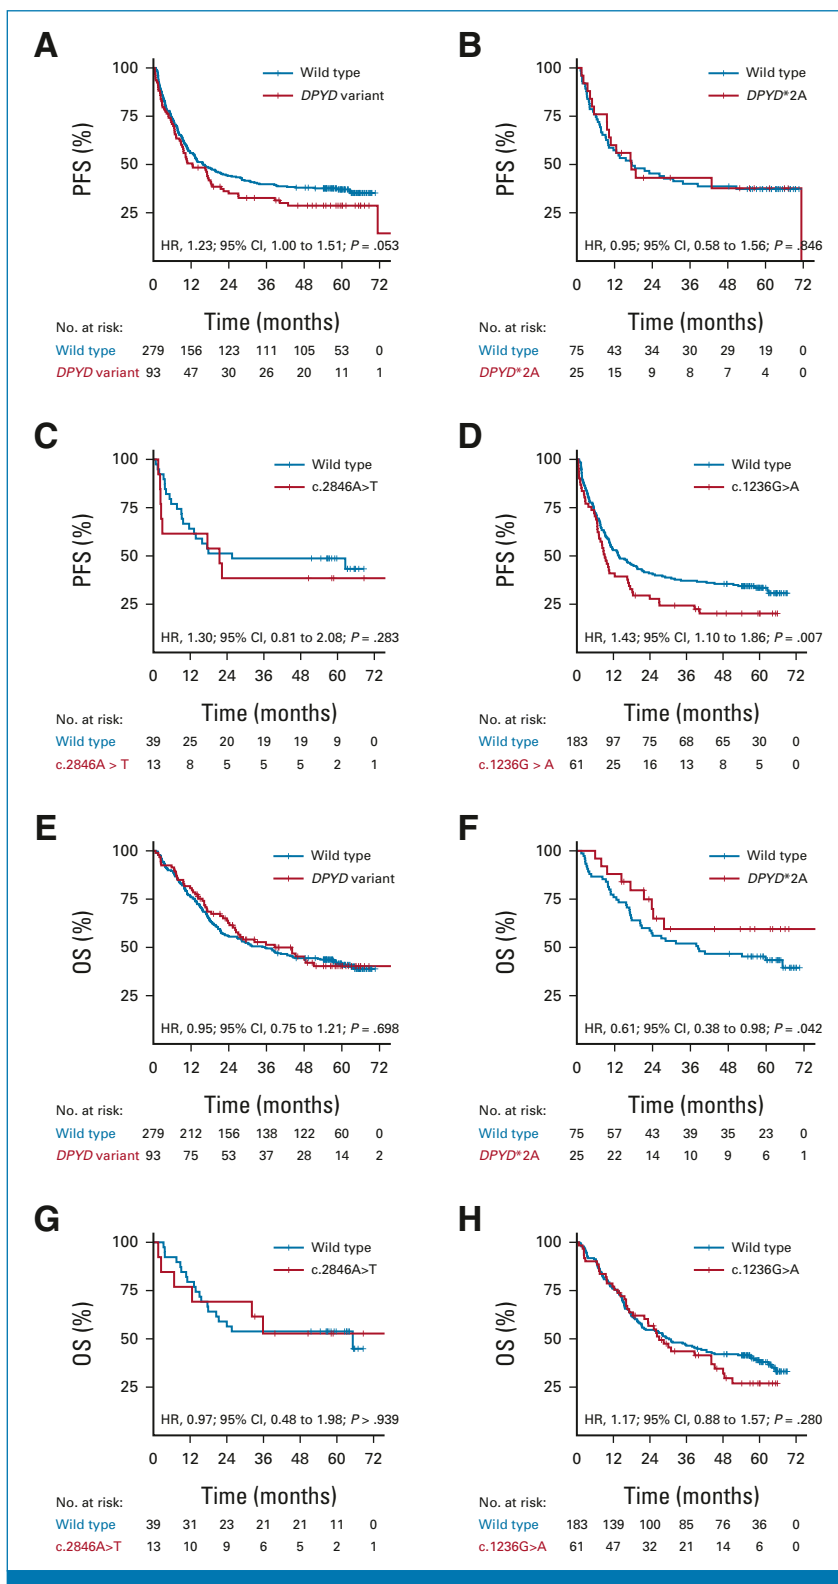 A
100
75
50
25
PFS (%)
Wild type
DPYD variant
HR, 1.23; 95% CI, 1.00 to 1.51; P = .053
0 12 24 36 48 60 72
Time (months)
No. at risk:
Wild type 279 156 123 111 105 53 0
DPYD variant 93 47 30 26 20 11 1
B
100
75
50
25
PFS (%)
Wild type
DPYD*2A
HR, 0.95; 95% CI, 0.58 to 1.56; P = .846
0 12 24 36 48 60 72
Time (months)
No. at risk:
Wild type 75 43 34 30 29 19 0
DPYD*2A 25 15 9 8 7 4 0
C
100
75
50
25
PFS (%)
Wild type
c.2846A>T
HR, 1.30; 95% CI, 0.81 to 2.08; P = .283
0 12 24 36 48 60 72
Time (months)
No. at risk:
Wild type 39 25 20 19 19 9 0
c.2846A > T 13 8 5 5 5 2 1
D
100
75
50
25
PFS (%)
Wild type
c.1236G>A
HR, 1.43; 95% CI, 1.10 to 1.86; P = .007
0 12 24 36 48 60 72
Time (months)
No. at risk:
Wild type 183 97 75 68 65 30 0
c.1236G > A 61 25 16 13 8 5 0
E
100
75
50
25
OS (%)
Wild type
DPYD variant
HR, 0.95; 95% CI, 0.75 to 1.21; P = .698
0 12 24 36 48 60 72
Time (months)
No. at risk:
Wild type 279 212 156 138 122 60 0
DPYD variant 93 75 53 37 28 14 2
F
100
75
50
25
OS (%)
Wild type
DPYD*2A
HR, 0.61; 95% CI, 0.38 to 0.98; P = .042
0 12 24 36 48 60 72
Time (months)
No. at risk:
Wild type 75 57 43 39 35 23 0
DPYD*2A 25 22 14 10 9 6 1
G
100
75
50
25
OS (%)
Wild type
c.2846A>T
HR, 0.97; 95% CI, 0.48 to 1.98; P > .939
0 12 24 36 48 60 72
Time (months)
No. at risk:
Wild type 39 31 23 21 21 11 0
c.2846A>T 13 10 9 6 5 2 1
H
100
75
50
25
OS (%)
Wild type
c.1236G>A
HR, 1.17; 95% CI, 0.88 to 1.57; P = .280
0 12 24 36 48 60 72
Time (months)
No. at risk:
Wild type 183 139 100 85 76 36 0
c.1236G>A 61 47 32 21 14 6 0